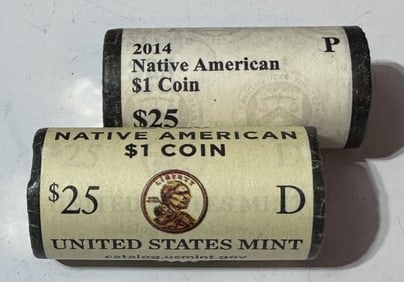 2014
P
Native American
$1 Coin
$25
NATIVE AMERICAN
$1 COIN
$25
LIBERTY
D
UNITED STATES MINT
catalog.usmint.gov